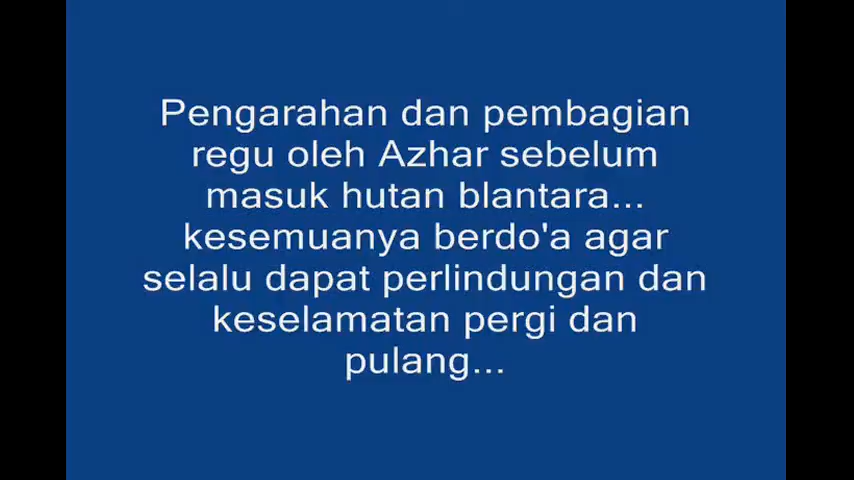 Pengarahan dan pembagian
regu oleh Azhar sebelum
masuk hutan blantara...
kesemuanya berdo'a agar
selalu dapat perlindungan dan
keselamatan pergi dan
pulang...